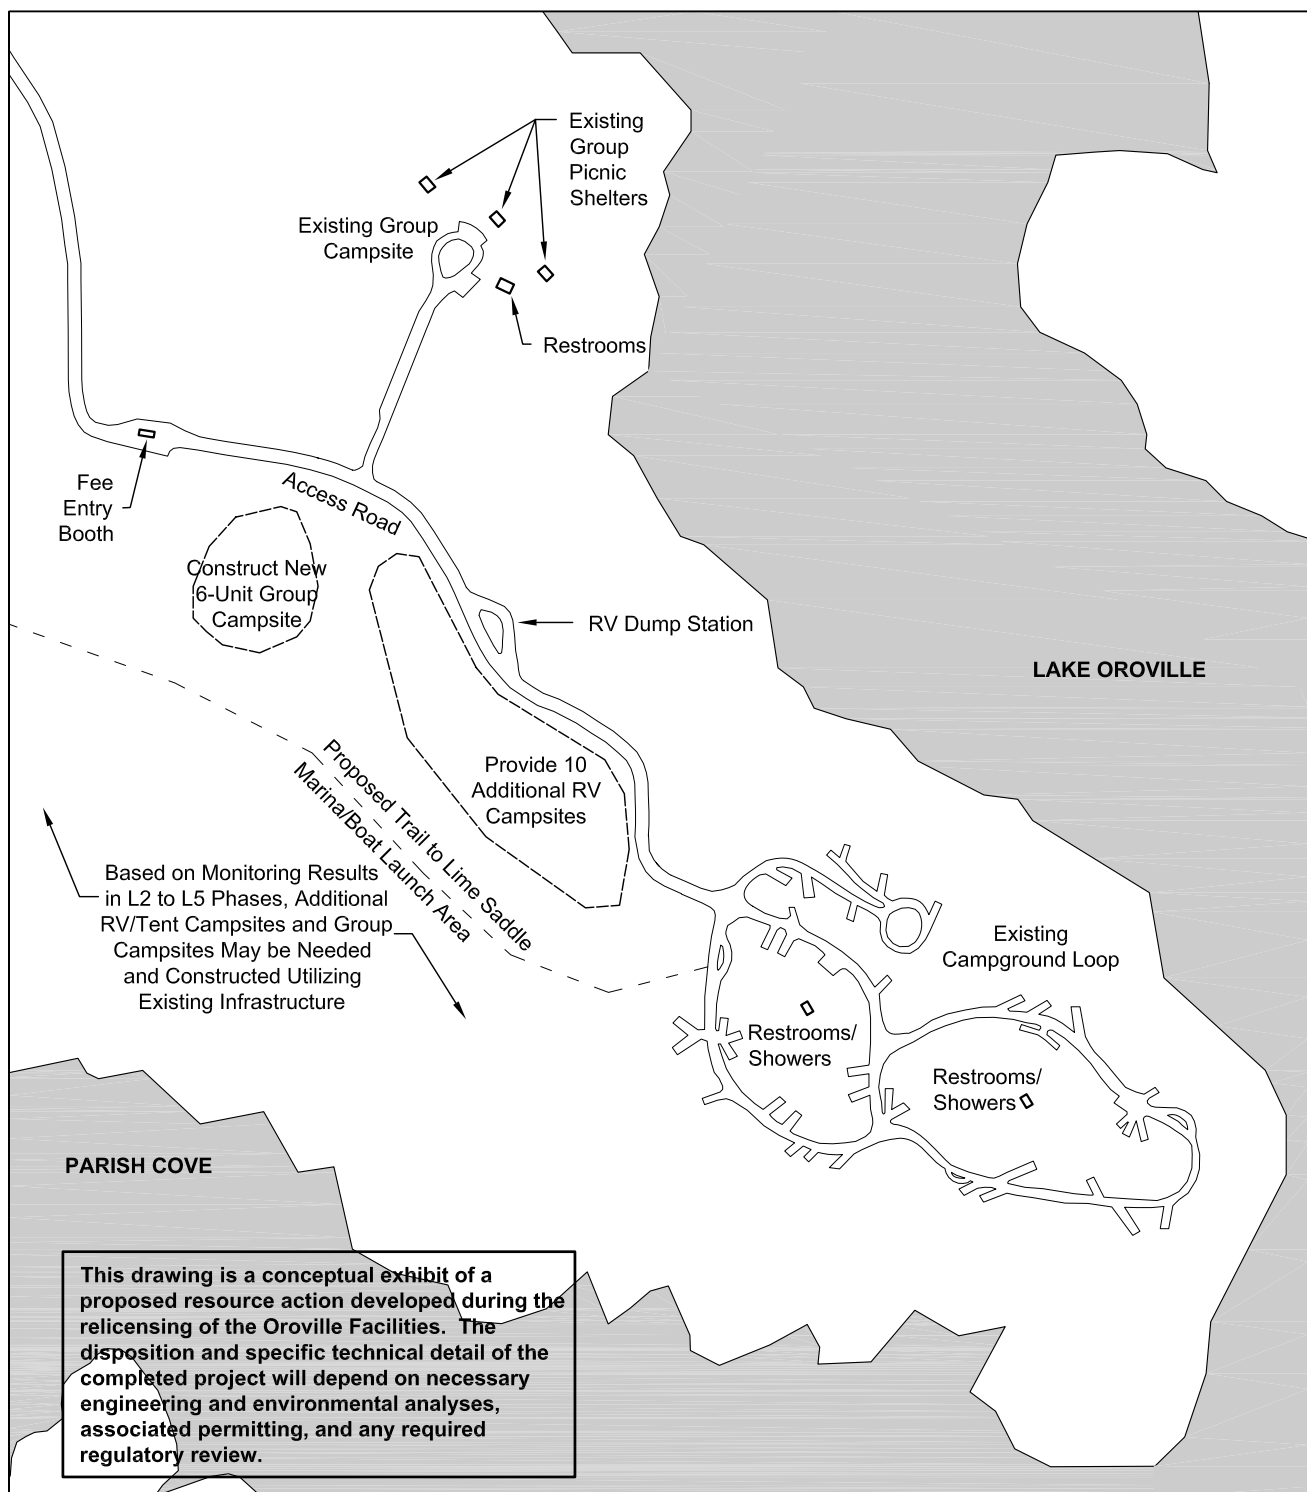 Existing
Group
Picnic
Shelters
Existing Group
Campsite
Restrooms
Fee
Entry
Booth
Access Road
Construct New
6-Unit Group
Campsite
RV Dump Station
LAKE OROVILLE
Proposed Trail to Lime Saddle
Marina/Boat Launch Area
Provide 10
Additional RV
Campsites
Based on Monitoring Results
in L2 to L5 Phases, Additional
RV/Tent Campsites and Group
Campsites May be Needed
and Constructed Utilizing
Existing Infrastructure
Existing
Campground Loop
Restrooms/
Showers
Restrooms/
Showers
PARISH COVE
This drawing is a conceptual exhibit of a
proposed resource action developed during the
relicensing of the Oroville Facilities. The
disposition and specific technical detail of the
completed project will depend on necessary
engineering and environmental analyses,
associated permitting, and any required
regulatory review.